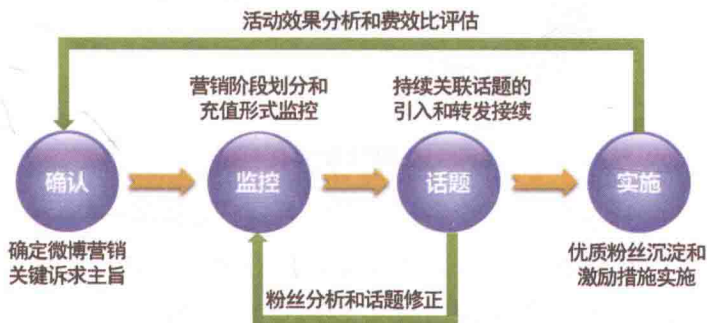 活动效果分析和费效比评估
营销阶段划分和
充值形式监控
持续关联话题的
引入和转发接续
确认
监控
话题
实施
确定微博营销
关键诉求主旨
优质粉丝沉淀和
激励措施实施
粉丝分析和话题修正